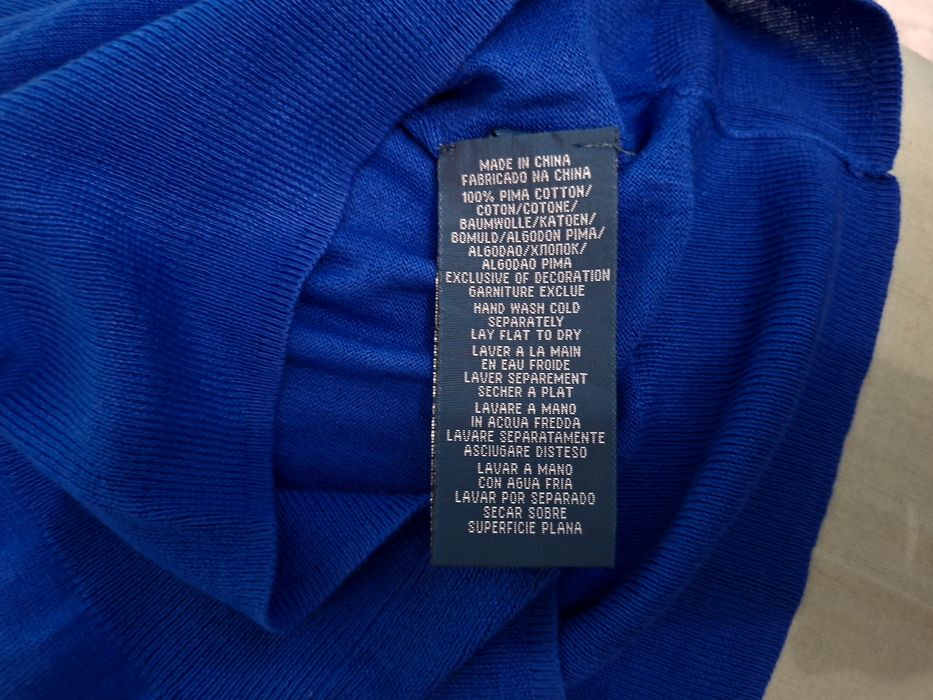 MADE IN CHINA
FABRICADO NA CHINA
100% PIMA COTTON/
COTON/COTONE/
BAUMWOLLE/KATOEN/
BOMULD/ALGODON PIMA/
ALGODAO/ХЛОПОК/
ALGODAO PIMA
EXCLUSIVE OF DECORATION
GARNITURE EXCLUE
HAND WASH COLD
SEPARATELY
LAY FLAT TO DRY
LAVER A LA MAIN
EN EAU FROIDE
LAVER SEPAREMENT
SECHER A PLAT
LAVARE A MANO
IN ACQUA FREDDA
LAVARE SEPARATAMENTE
ASCIUGARE DISTESO
LAVAR A MANO
CON AGUA FRIA
LAVAR POR SEPARADO
SECAR SOBRE
SUPERFICIE PLANA